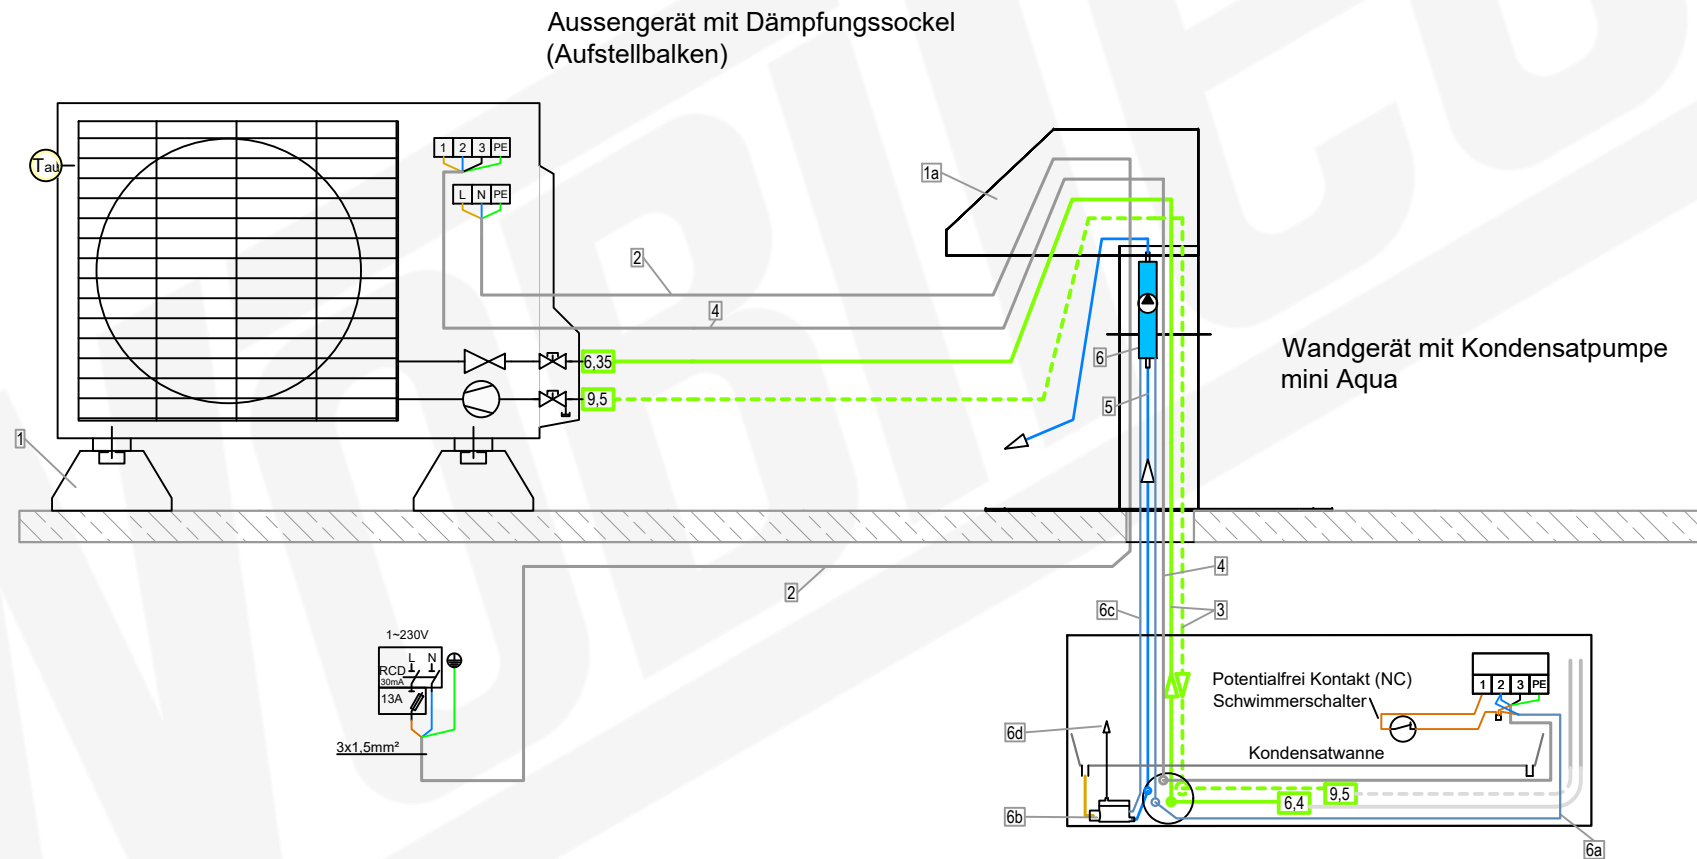 Aussengerät mit Dämpfungssockel
(Aufstellbalken)
1 2 3 PE
Tau
1a
L N PE
2
4
6,35
6
Wandgerät mit Kondensatpumpe
mini Aqua
9,5
5
1
4
2
6c
3
1~230V
L N
RCD
30mA
13A
Potentialfrei Kontakt (NC)
Schwimmerschalter
1 2 3 PE
6d
3x1,5mm²
Kondensatwanne
9,5
6,4
6b
6a